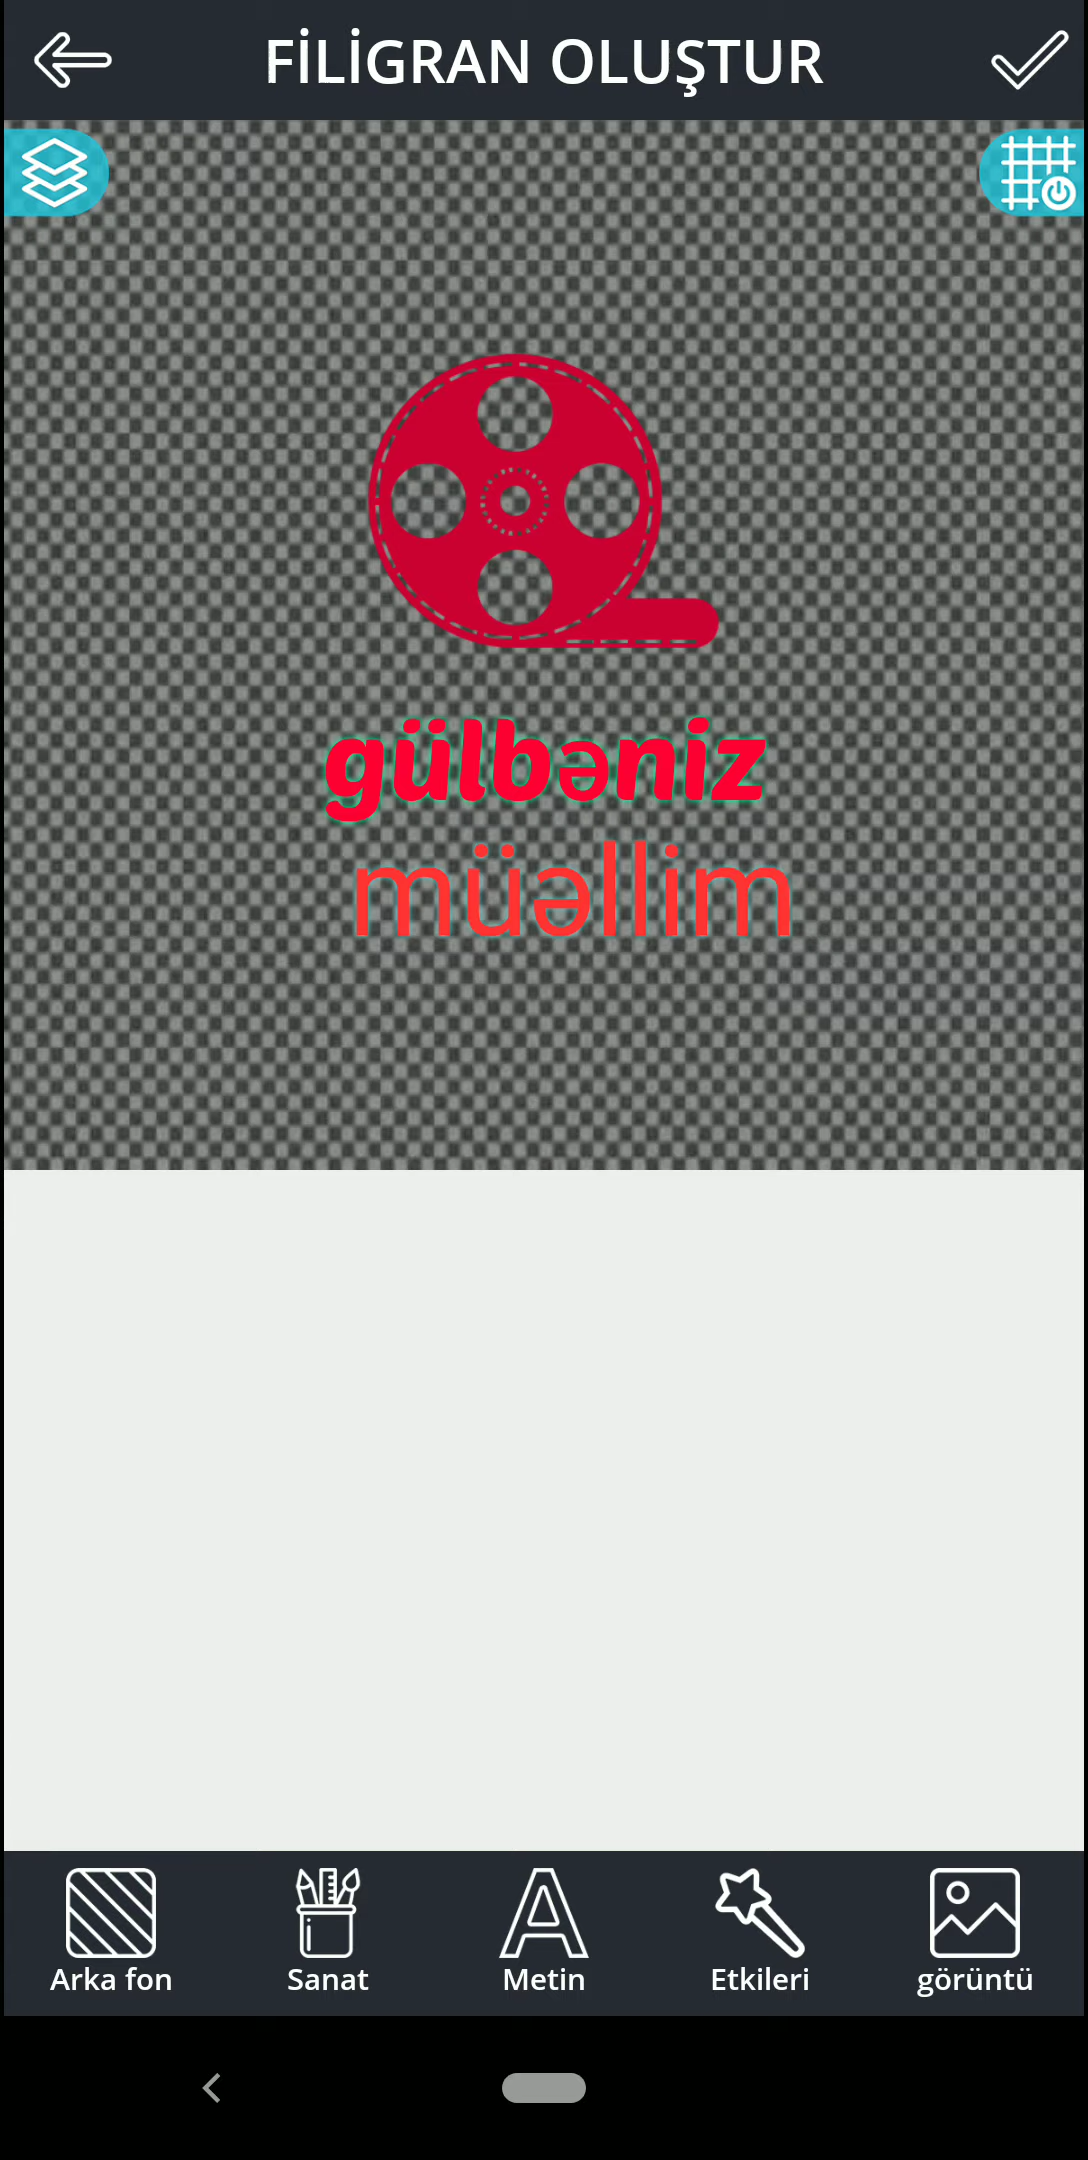 FİLİGRAN OLUŞTUR
gülbəniz
müəllim
Arka fon
Sanat
Metin
Etkileri
görüntü